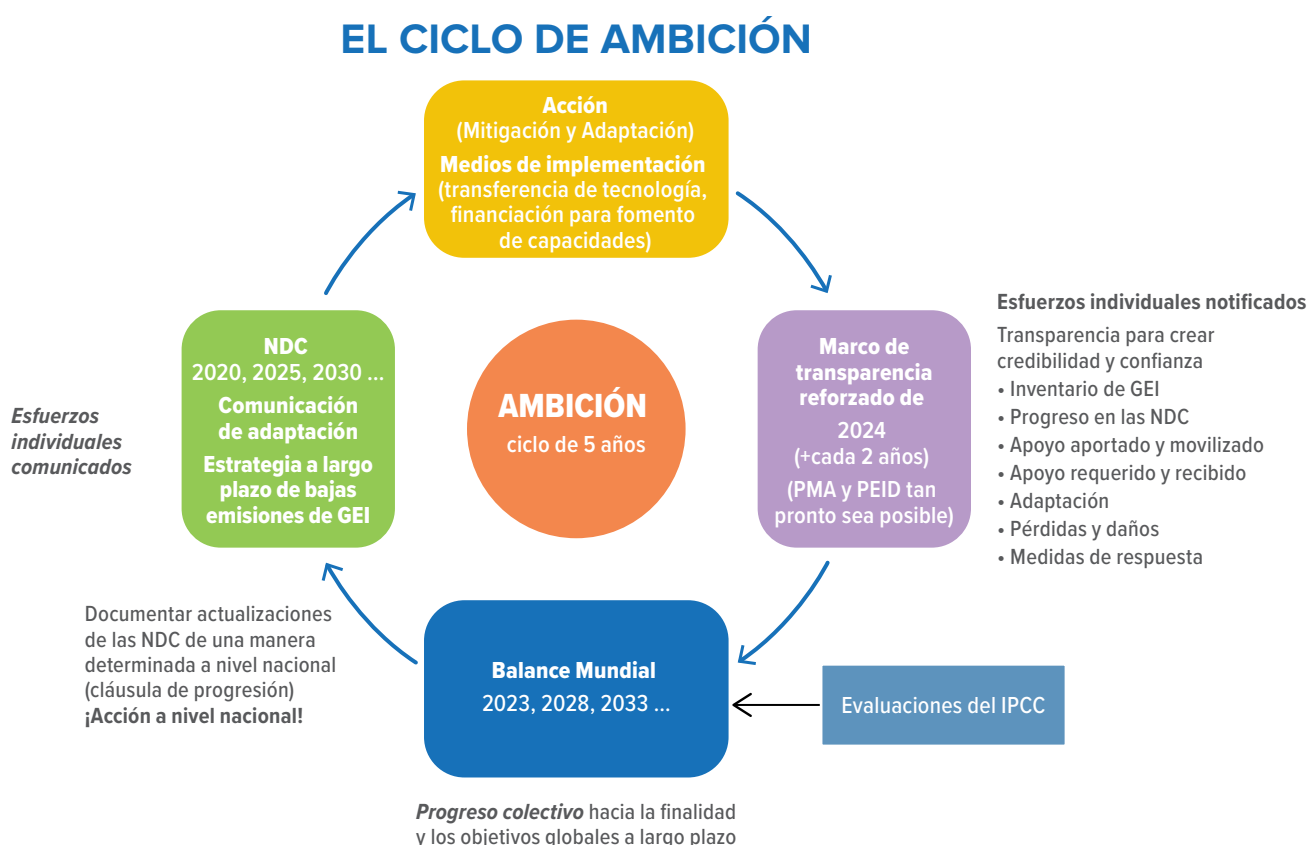 EL CICLO DE AMBICIÓN
Acción
(Mitigación y Adaptación)
Medios de implementación
(transferencia de tecnología,
financiación para fomento
de capacidades)
NDC
2020, 2025, 2030 ...
Comunicación
de adaptación
Estrategia a largo
plazo de bajas
emisiones de GEI
Esfuerzos
individuales
comunicados
AMBICIÓN
ciclo de 5 años
Marco de
transparencia
reforzado de
2024
(+cada 2 años)
(PMA y PEID tan
pronto sea posible)
Esfuerzos individuales notificados
Transparencia para crear
credibilidad y confianza
• Inventario de GEI
• Progreso en las NDC
• Apoyo aportado y movilizado
• Apoyo requerido y recibido
• Adaptación
• Pérdidas y daños
• Medidas de respuesta
Documentar actualizaciones
de las NDC de una manera
determinada a nivel nacional
(cláusula de progresión)
¡Acción a nivel nacional!
Balance Mundial
2023, 2028, 2033 ...
Evaluaciones del IPCC
Progreso colectivo hacia la finalidad
y los objetivos globales a largo plazo